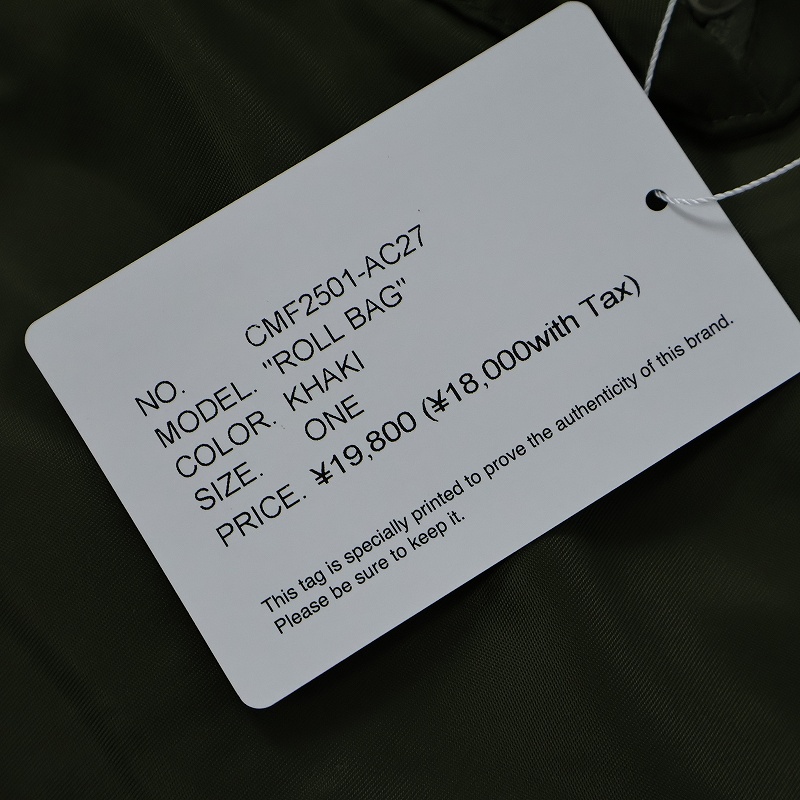 NO. CMF2501-AC27
MODEL. "ROLL BAG"
COLOR. KHAKI
SIZE. ONE
PRICE. ¥19,800 (¥18,000with Tax)
This tag is specially printed to prove the authenticity of this brand.
Please be sure to keep it.